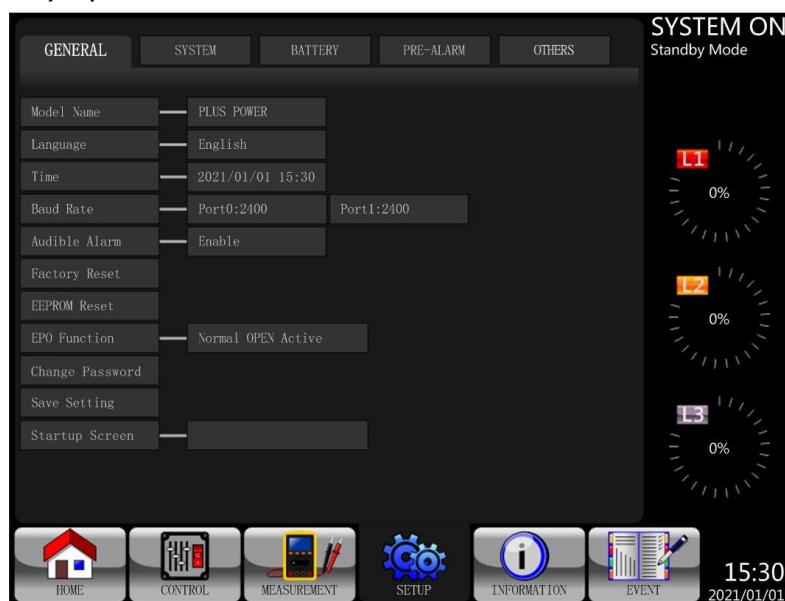 SYSTEM ON
Standby Mode
GENERAL SYSTEM BATTERY PRE-ALARM OTHERS
Model Name PLUS POWER
Language English
Time 2021/01/01 15:30
Baud Rate Port0:2400 Port1:2400
Audible Alarm Enable
Factory Reset
EEPROM Reset
EPO Function Normal OPEN Active
Change Password
Save Setting
Startup Screen
L1
0%
L2
0%
L3
0%
HOME CONTROL MEASUREMENT SETUP INFORMATION EVENT
15:30
2021/01/01